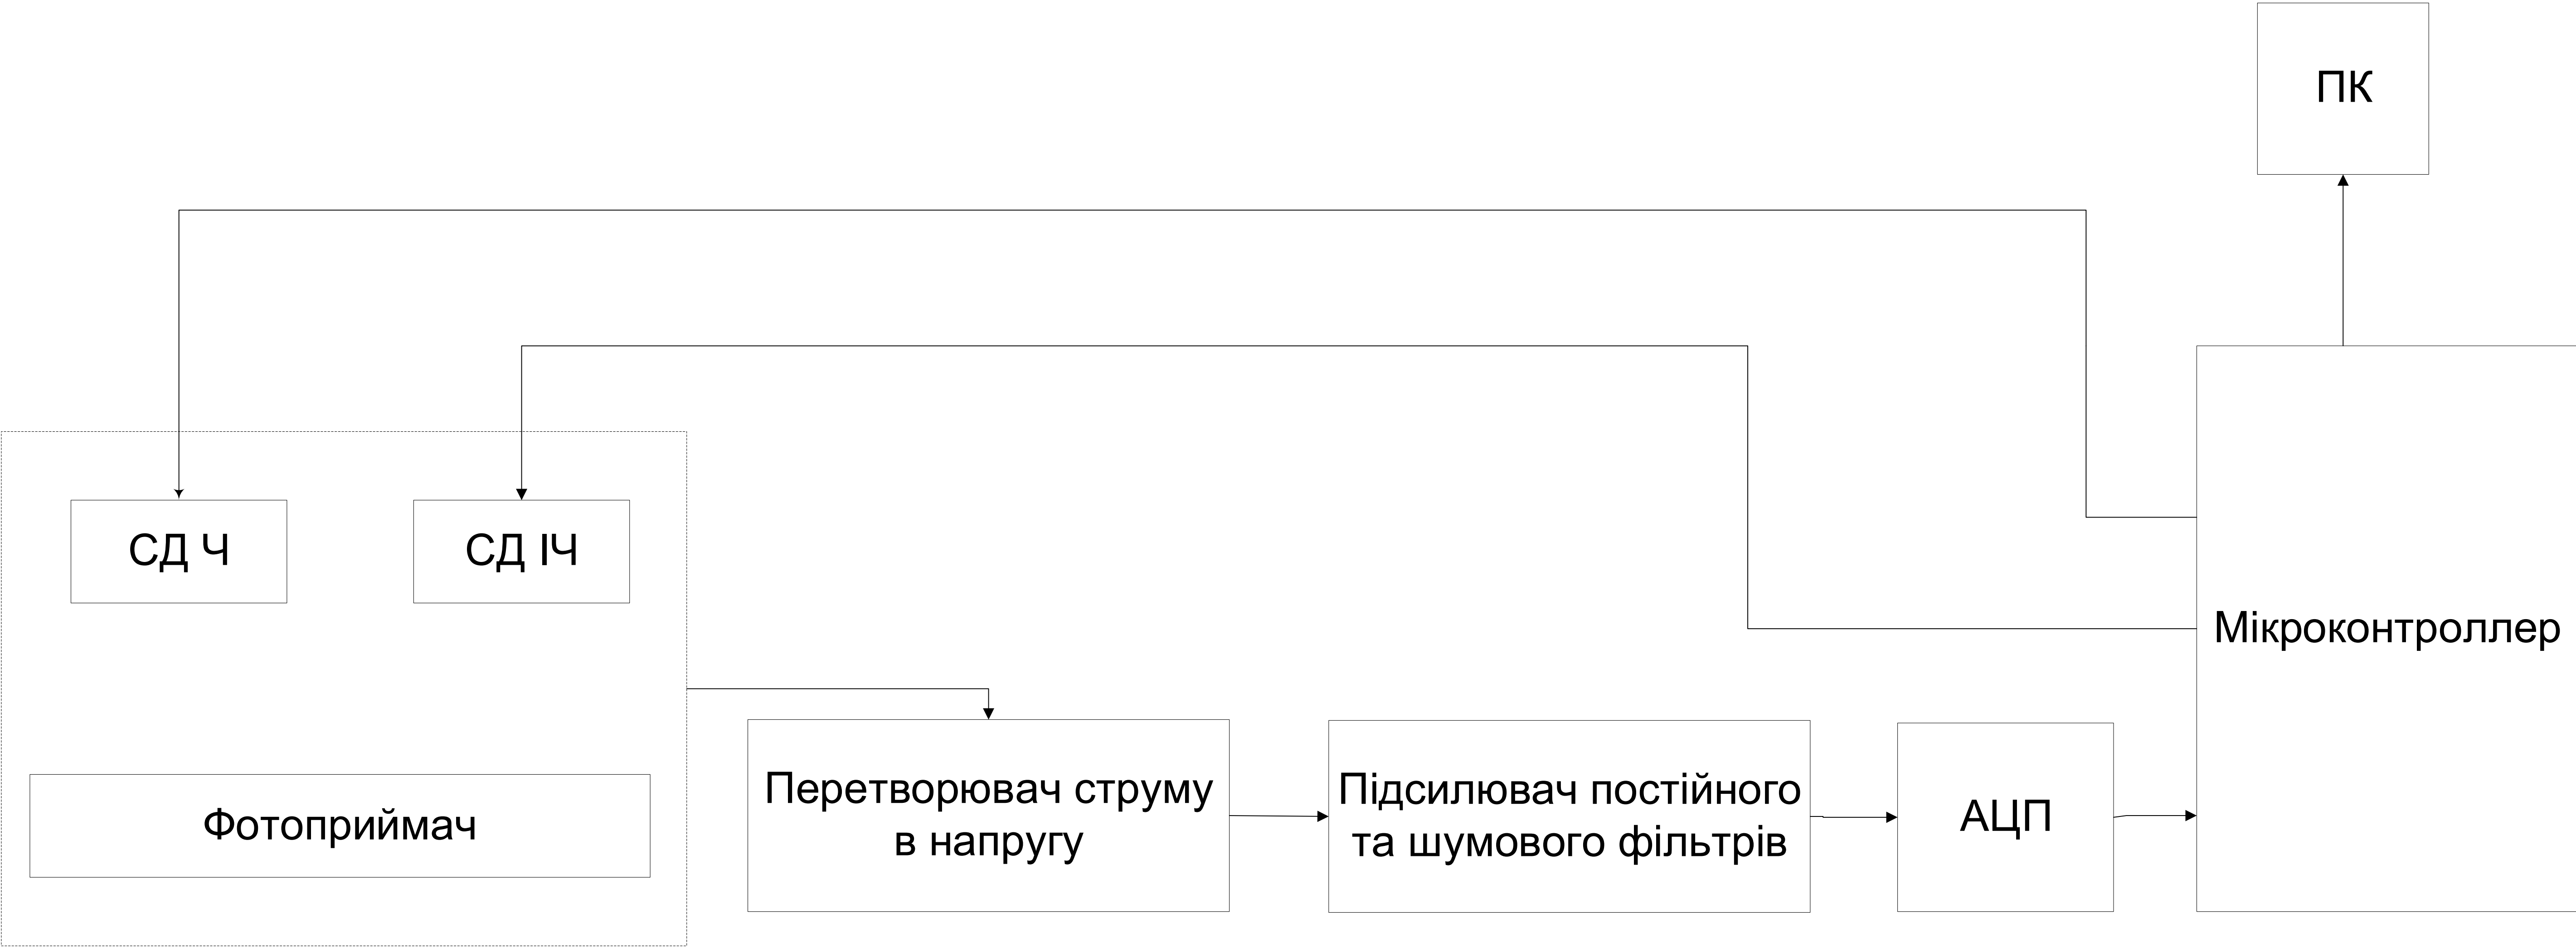 ПК
СД Ч
СД ІЧ
Мікроконтроллер
Фотоприймач
Перетворювач струму
в напругу
Підсилювач постійного
та шумового фільтрів
АЦП